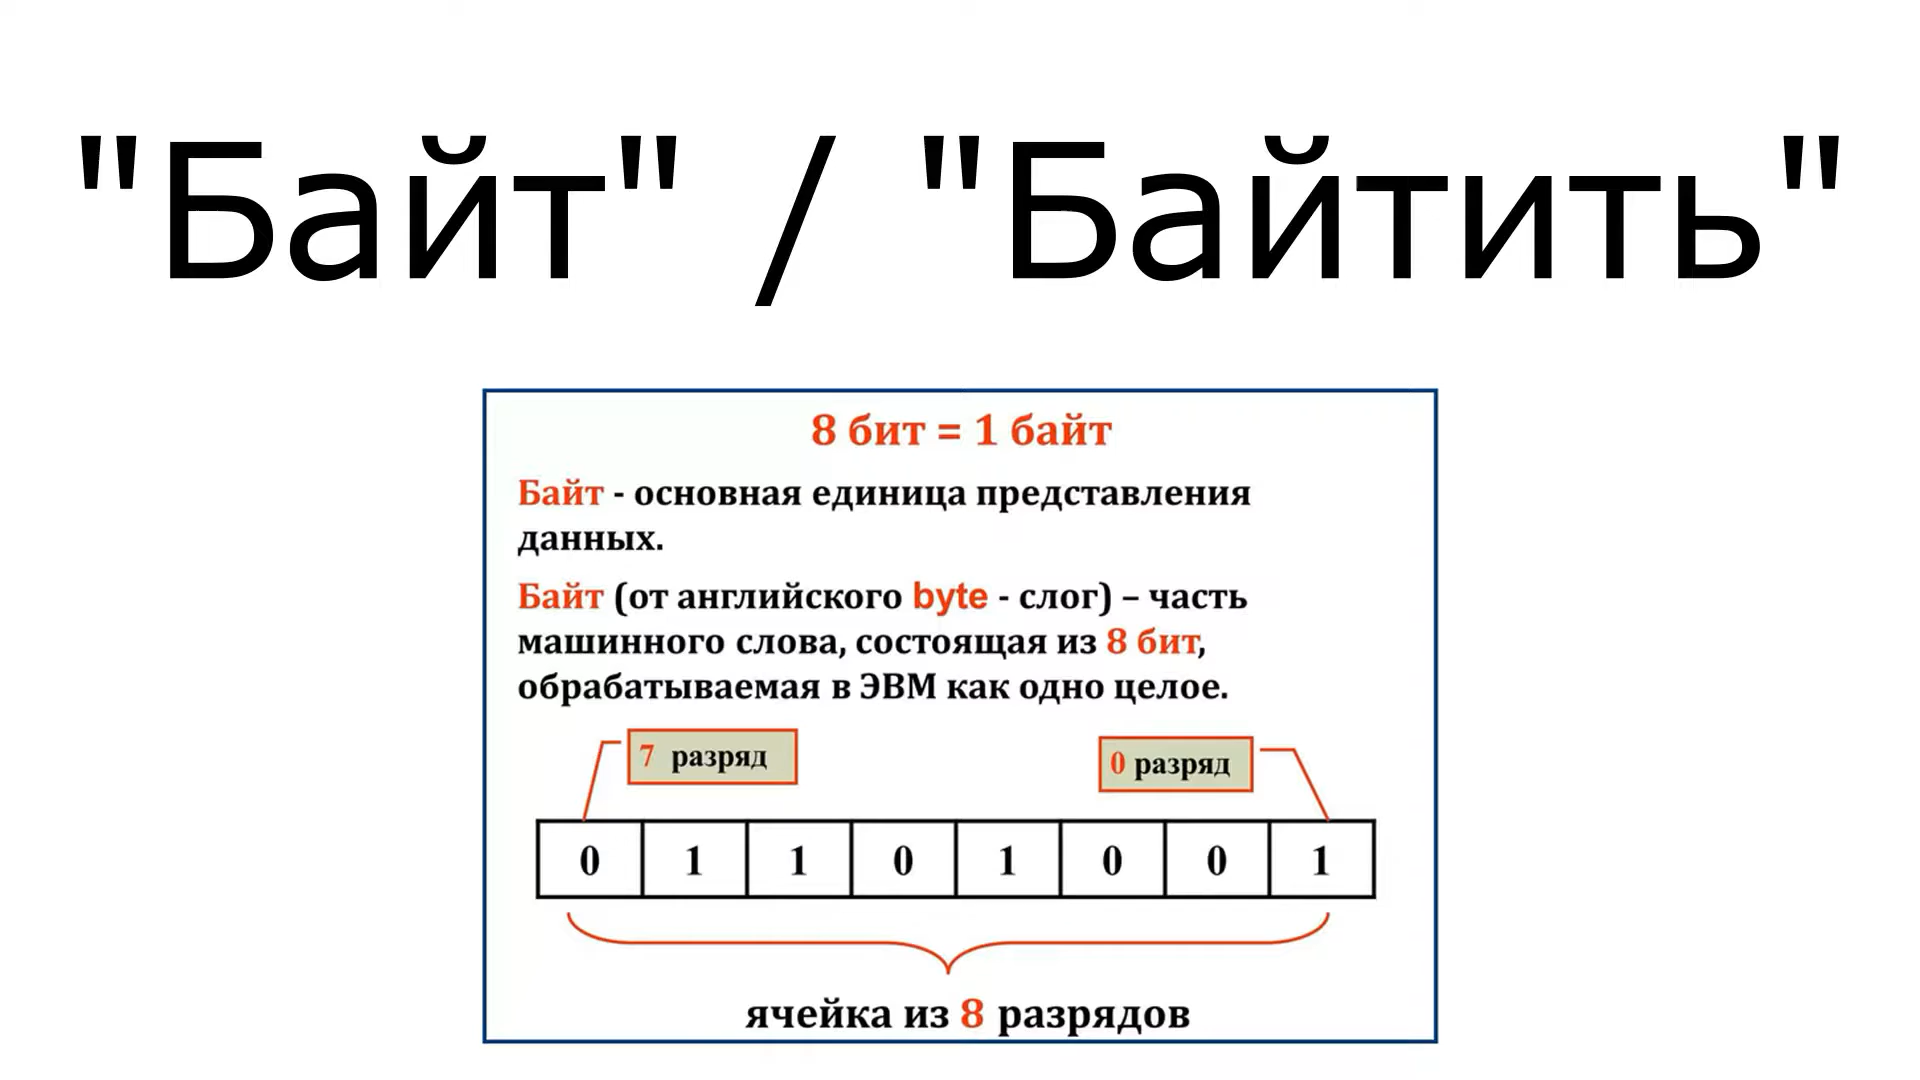 "Байт" / "Байтить"
8 бит = 1 байт
Байт - основная единица представления
данных.
Байт (от английского byte - слог) – часть
машинного слова, состоящая из 8 бит,
обрабатываемая в ЭВМ как одно целое.
7 разряд
0 разряд
0 1 1 0 1 0 0 1
ячейка из 8 разрядов